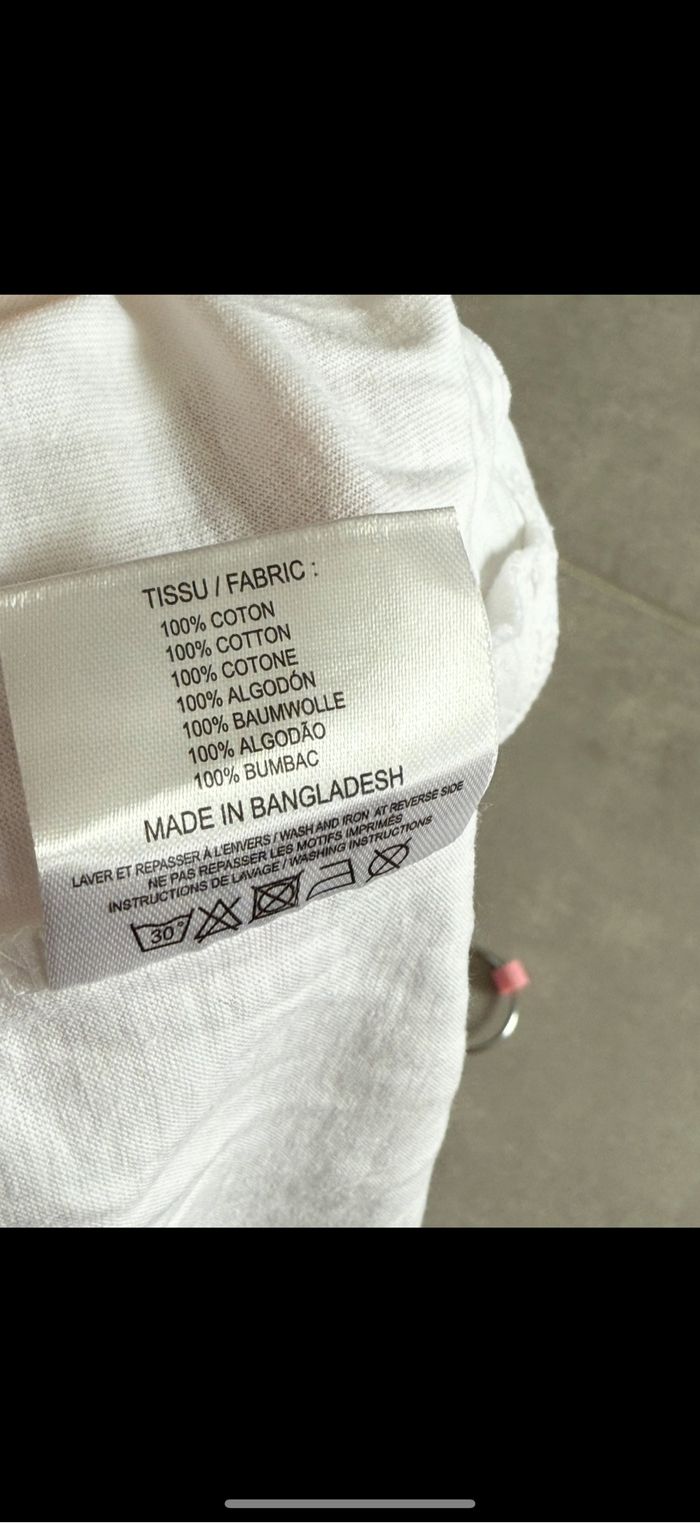 TISSU / FABRIC :
100% COTON
100% COTTON
100% COTONE
100% ALGODÓN
100% BAUMWOLLE
100% ALGODÃO
100% BUMBAC
MADE IN BANGLADESH
LAVER ET REPASSER À L'ENVERS / WASH AND IRON AT REVERSE SIDE
NE PAS REPASSER LES MOTIFS IMPRIMÉS
INSTRUCTIONS DE LAVAGE / WASHING INSTRUCTIONS
30°